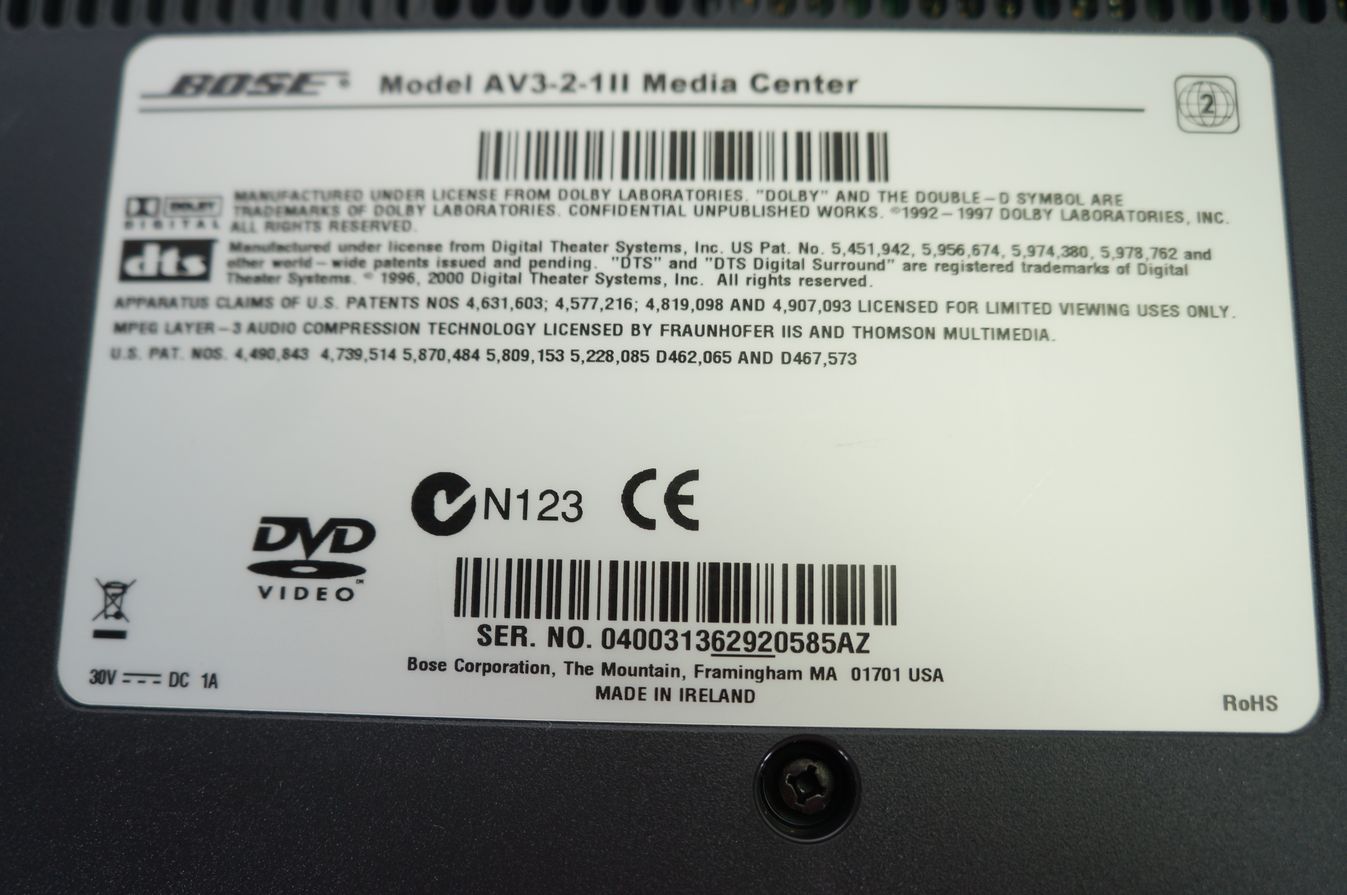 BOSE® Model AV3-2-1II Media Center
2
DOLBY DIGITAL
MANUFACTURED UNDER LICENSE FROM DOLBY LABORATORIES. "DOLBY" AND THE DOUBLE-D SYMBOL ARE
TRADEMARKS OF DOLBY LABORATORIES. CONFIDENTIAL UNPUBLISHED WORKS. ©1992-1997 DOLBY LABORATORIES, INC.
ALL RIGHTS RESERVED.
dts
Manufactured under license from Digital Theater Systems, Inc. US Pat. No. 5,451,942, 5,956,674, 5,974,380, 5,978,762 and
other world-wide patents issued and pending. "DTS" and "DTS Digital Surround" are registered trademarks of Digital
Theater Systems. © 1996, 2000 Digital Theater Systems, Inc. All rights reserved.
APPARATUS CLAIMS OF U.S. PATENTS NOS 4,631,603; 4,577,216; 4,819,098 AND 4,907,093 LICENSED FOR LIMITED VIEWING USES ONLY.
MPEG LAYER-3 AUDIO COMPRESSION TECHNOLOGY LICENSED BY FRAUNHOFER IIS AND THOMSON MULTIMEDIA.
U.S. PAT. NOS. 4,490,843 4,739,514 5,870,484 5,809,153 5,228,085 D462,065 AND D467,573
N123 CE
DVD
VIDEO™
SER. NO. 040031362920585AZ
Bose Corporation, The Mountain, Framingham MA 01701 USA
MADE IN IRELAND
30V DC 1A
RoHS